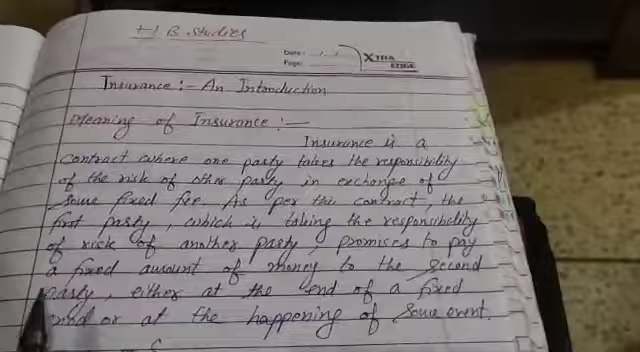 +1 B. Studies
Date:
Page:
XTRA
EDGE
Insurance :- An Introduction
Meaning of Insurance :-
Insurance is a
contract where one party takes the responsibility
of the risk of other party in exchange of
some fixed fee. As per this contract, the
first party, which is taking the responsibility
of risk of another party, promises to pay
a fixed amount of money to the second
party, either at the end of a fixed
or at the happening of some event.